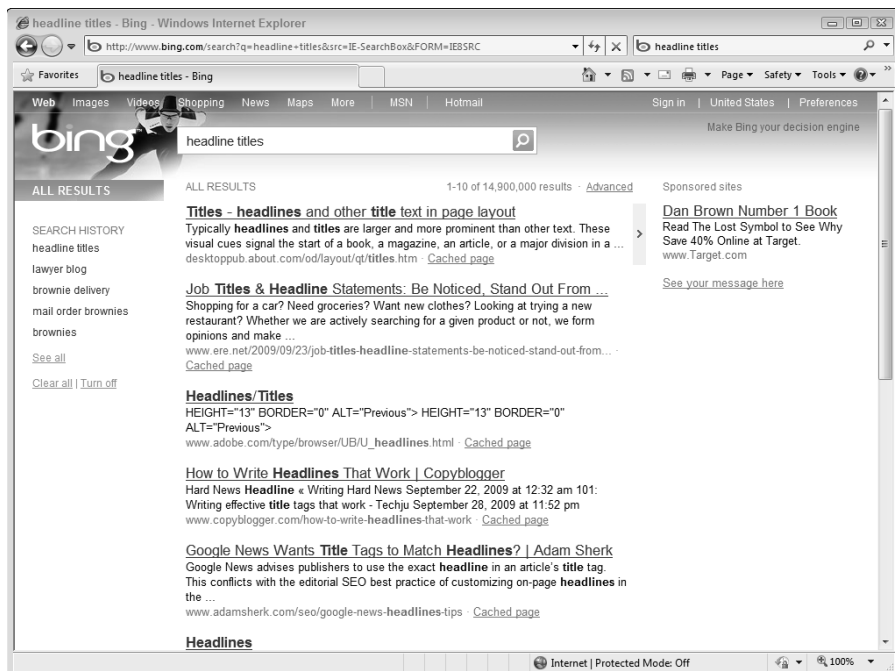 headline titles - Bing - Windows Internet Explorer
http://www.bing.com/search?q=headline+titles&src=IE-SearchBox&FORM=IE8SRC
headline titles
Favorites
headline titles - Bing
Page
Safety
Tools
Web Images Videos Shopping News Maps More | MSN | Hotmail
Sign in | United States | Preferences
bing
headline titles
Make Bing your decision engine
ALL RESULTS
SEARCH HISTORY
headline titles
lawyer blog
brownie delivery
mail order brownies
brownies
See all
Clear all | Turn off
ALL RESULTS
1-10 of 14,900,000 results · Advanced
Titles - headlines and other title text in page layout
Typically headlines and titles are larger and more prominent than other text. These
visual cues signal the start of a book, a magazine, an article, or a major division in a ...
desktoppub.about.com/od/layout/qt/titles.htm · Cached page
Job Titles & Headline Statements: Be Noticed, Stand Out From ...
Shopping for a car? Need groceries? Want new clothes? Looking at trying a new
restaurant? Whether we are actively searching for a given product or not, we form
opinions and make ...
www.ere.net/2009/09/23/job-titles-headline-statements-be-noticed-stand-out-from... ·
Cached page
Headlines/Titles
HEIGHT="13" BORDER="0" ALT="Previous"> HEIGHT="13" BORDER="0"
ALT="Previous">
www.adobe.com/type/browser/UB/U_headlines.html · Cached page
How to Write Headlines That Work | Copyblogger
Hard News Headline « Writing Hard News September 22, 2009 at 12:32 am 101:
Writing effective title tags that work - Techju September 28, 2009 at 11:52 pm
www.copyblogger.com/how-to-write-headlines-that-work · Cached page
Google News Wants Title Tags to Match Headlines? | Adam Sherk
Google News advises publishers to use the exact headline in an article's title tag.
This conflicts with the editorial SEO best practice of customizing on-page headlines in
the ...
www.adamsherk.com/seo/google-news-headlines-tips · Cached page
Headlines
Sponsored sites
Dan Brown Number 1 Book
Read The Lost Symbol to See Why
Save 40% Online at Target.
www.Target.com
See your message here
Internet | Protected Mode: Off
100%